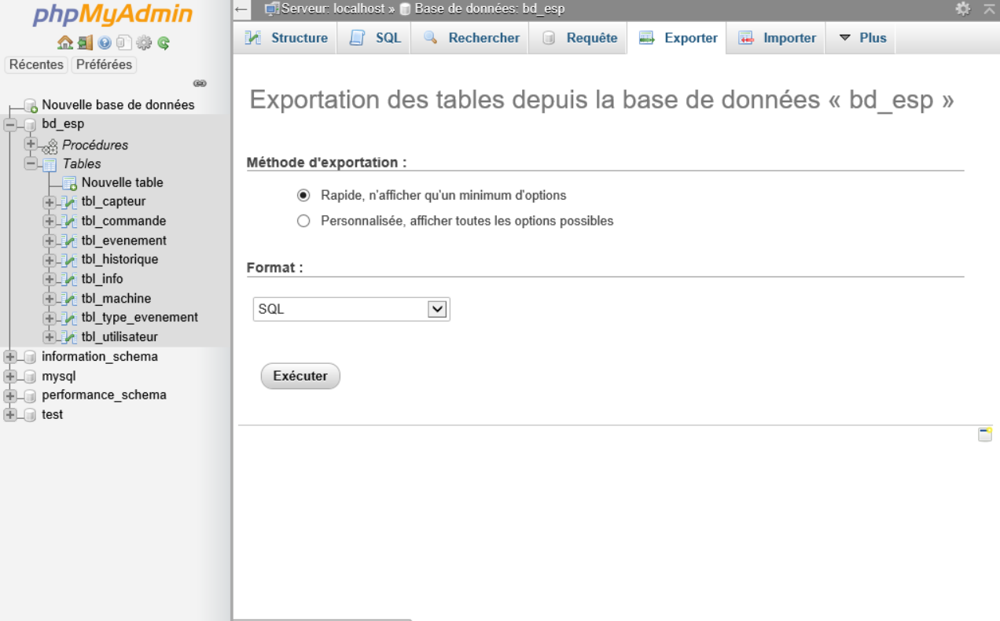 phpMyAdmin
Récentes Préférées
Nouvelle base de données
bd_esp
Procédures
Tables
Nouvelle table
tbl_capteur
tbl_commande
tbl_evenement
tbl_historique
tbl_info
tbl_machine
tbl_type_evenement
tbl_utilisateur
information_schema
mysql
performance_schema
test
Serveur: localhost » Base de données: bd_esp
Structure SQL Rechercher Requête Exporter Importer Plus
Exportation des tables depuis la base de données « bd_esp »
Méthode d'exportation :
Rapide, n'afficher qu'un minimum d'options
Personnalisée, afficher toutes les options possibles
Format :
SQL
Exécuter